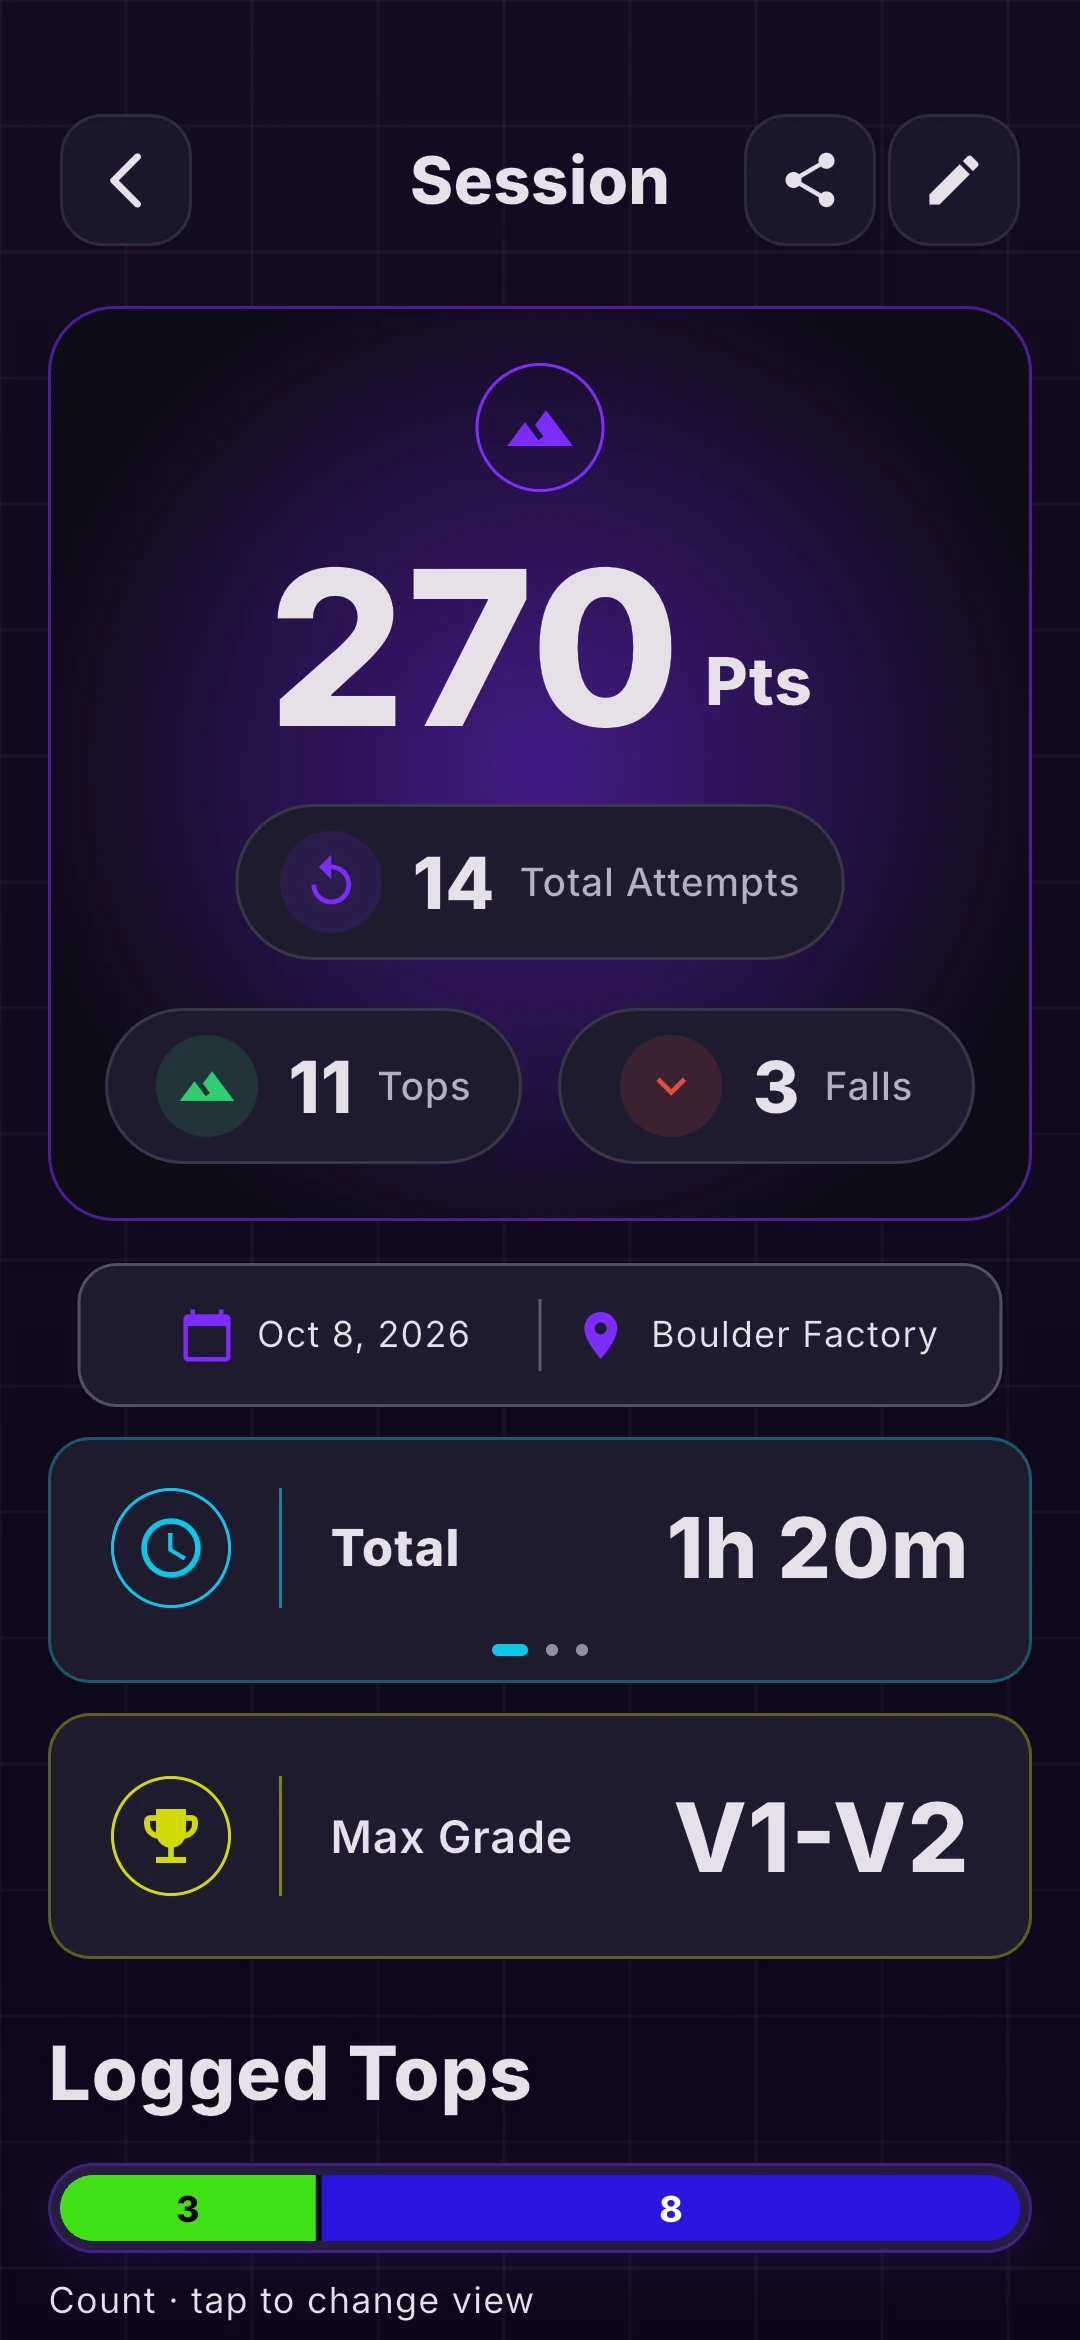 Session
270 Pts
14 Total Attempts
11 Tops
3 Falls
Oct 8, 2026
Boulder Factory
Total
1h 20m
Max Grade
V1-V2
Logged Tops
3
8
Count · tap to change view